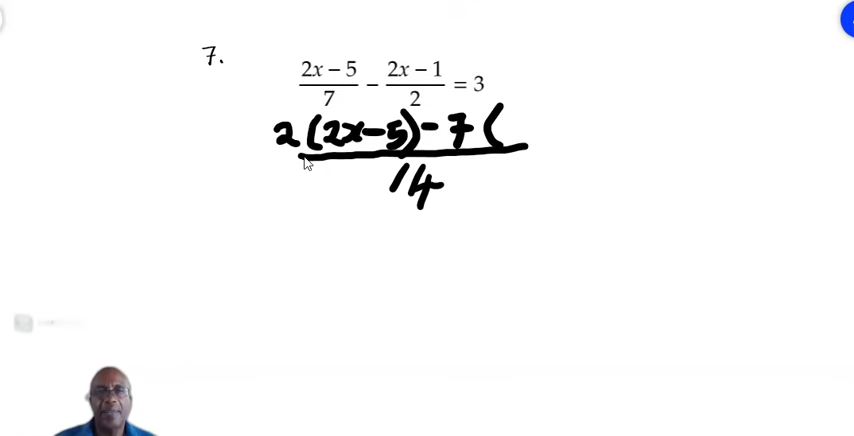 7.
2x − 5/7 − 2x − 1/2 = 3
2(2x−5)−7(
14